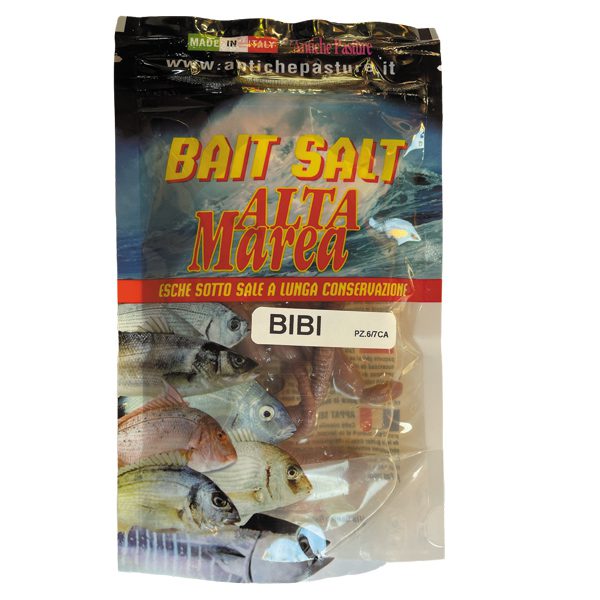 MADE IN ITALY Antiche Pasture
www.antichepasture.it
BAIT SALT
ALTA
Marea
ESCHE SOTTO SALE A LUNGA CONSERVAZIONE
BIBI PZ.6/7CA